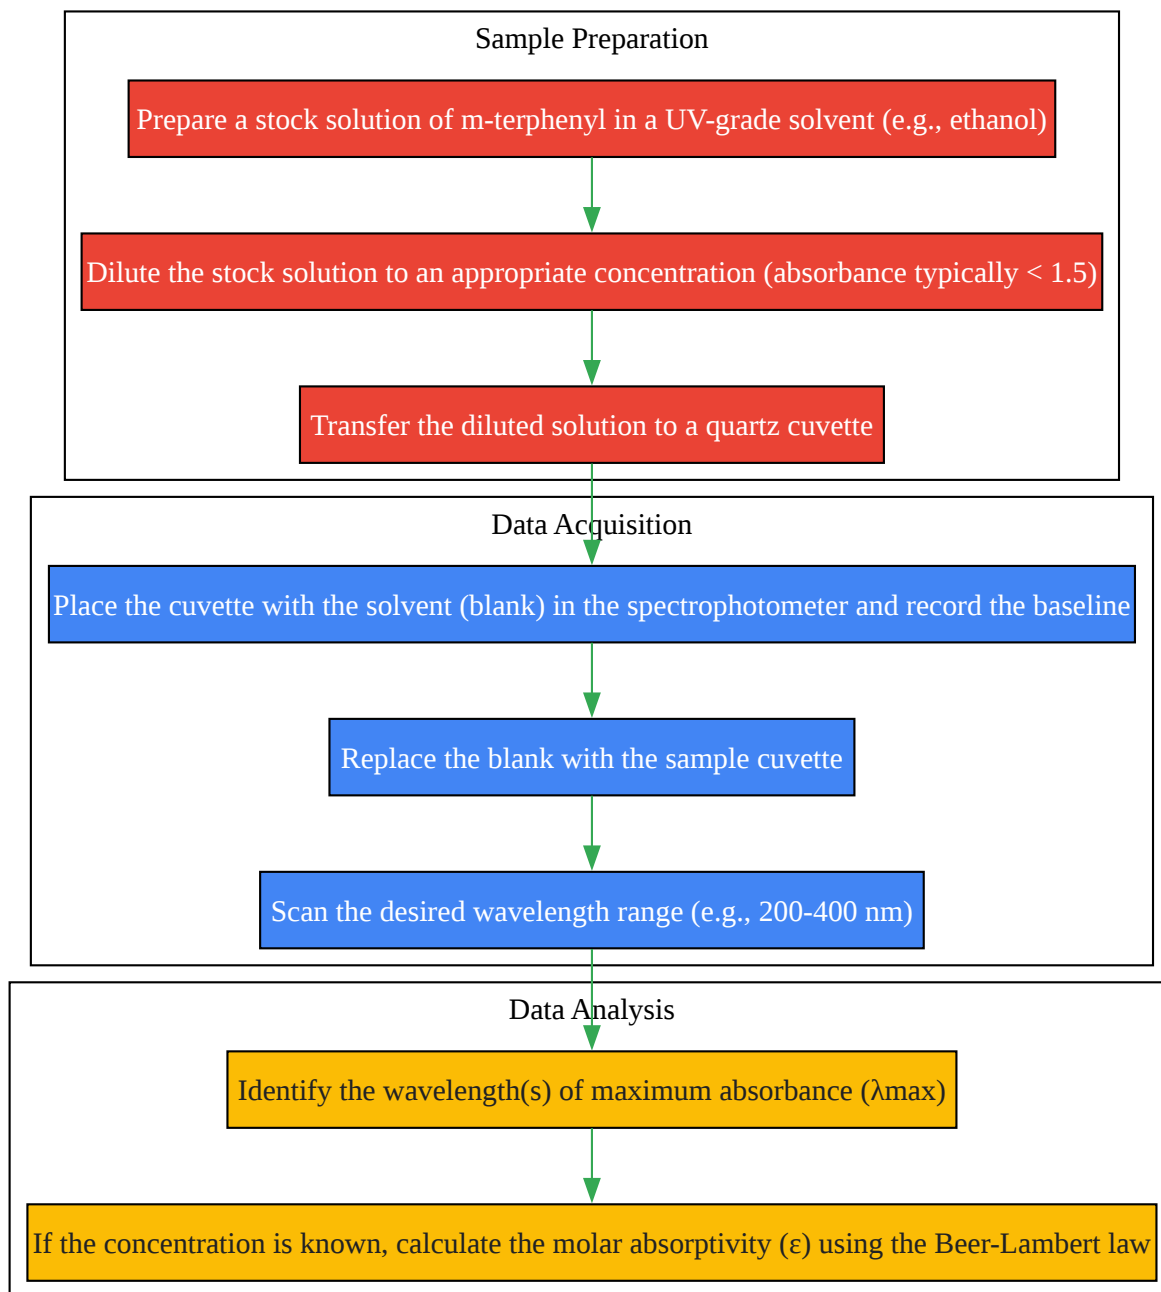 Sample Preparation
Prepare a stock solution of m-terphenyl in a UV-grade solvent (e.g., ethanol)
Dilute the stock solution to an appropriate concentration (absorbance typically < 1.5)
Transfer the diluted solution to a quartz cuvette
Data Acquisition
Place the cuvette with the solvent (blank) in the spectrophotometer and record the baseline
Replace the blank with the sample cuvette
Scan the desired wavelength range (e.g., 200-400 nm)
Data Analysis
Identify the wavelength(s) of maximum absorbance (λmax)
If the concentration is known, calculate the molar absorptivity (ε) using the Beer-Lambert law